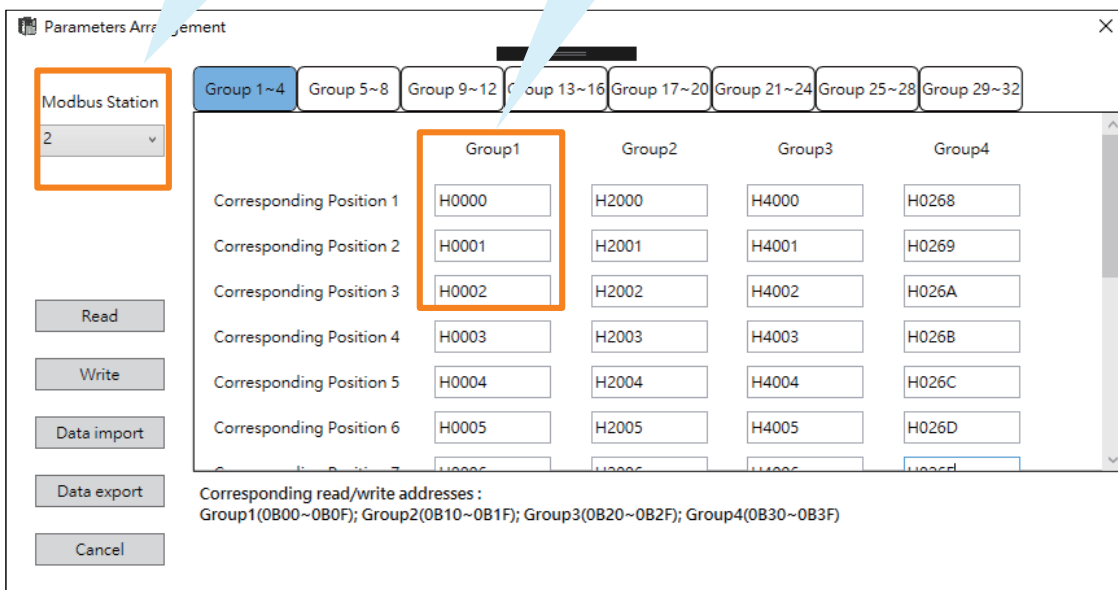 Parameters Arrangement
Modbus Station
2
Group 1~4 Group 5~8 Group 9~12 Group 13~16 Group 17~20 Group 21~24 Group 25~28 Group 29~32
Group1 Group2 Group3 Group4
Corresponding Position 1 H0000 H2000 H4000 H0268
Corresponding Position 2 H0001 H2001 H4001 H0269
Corresponding Position 3 H0002 H2002 H4002 H026A
Corresponding Position 4 H0003 H2003 H4003 H026B
Corresponding Position 5 H0004 H2004 H4004 H026C
Corresponding Position 6 H0005 H2005 H4005 H026D
Read
Write
Data import
Data export
Cancel
Corresponding read/write addresses :
Group1(0B00~0B0F); Group2(0B10~0B1F); Group3(0B20~0B2F); Group4(0B30~0B3F)